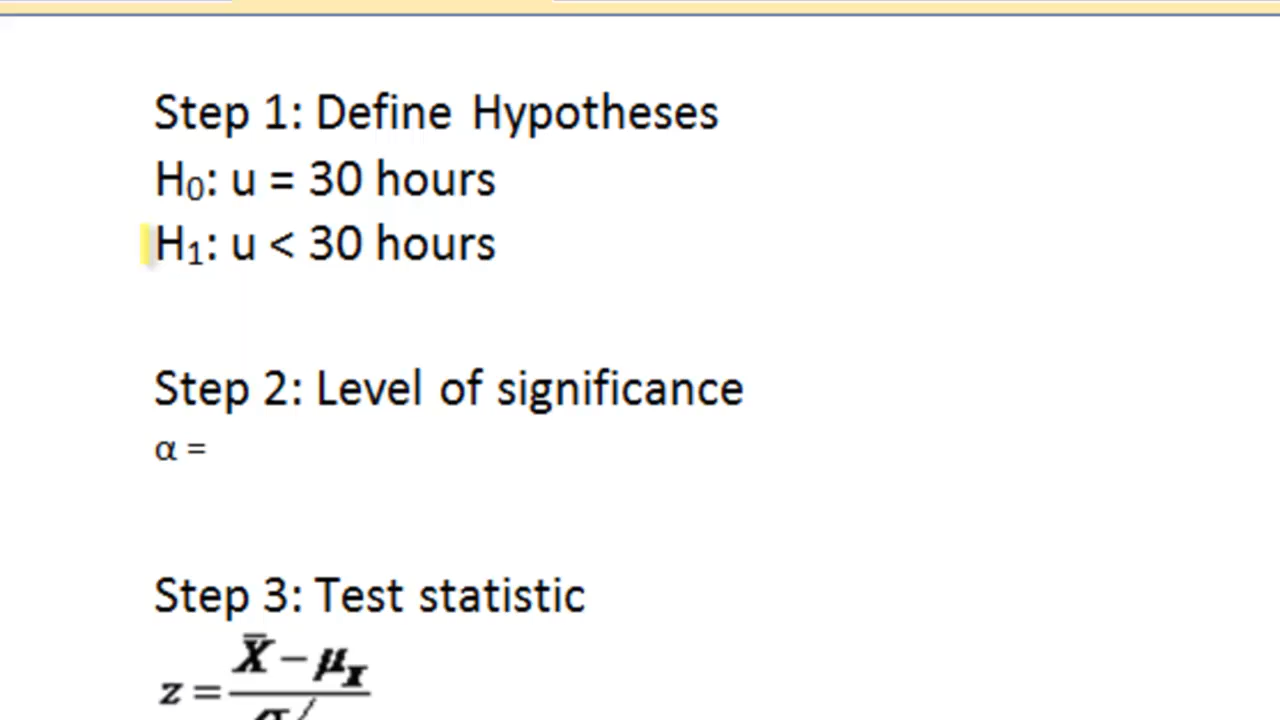 Step 1: Define Hypotheses
H₀: u = 30 hours
H₁: u < 30 hours
Step 2: Level of significance
α =
Step 3: Test statistic
z = (X̄ − μ_X) / (σ /